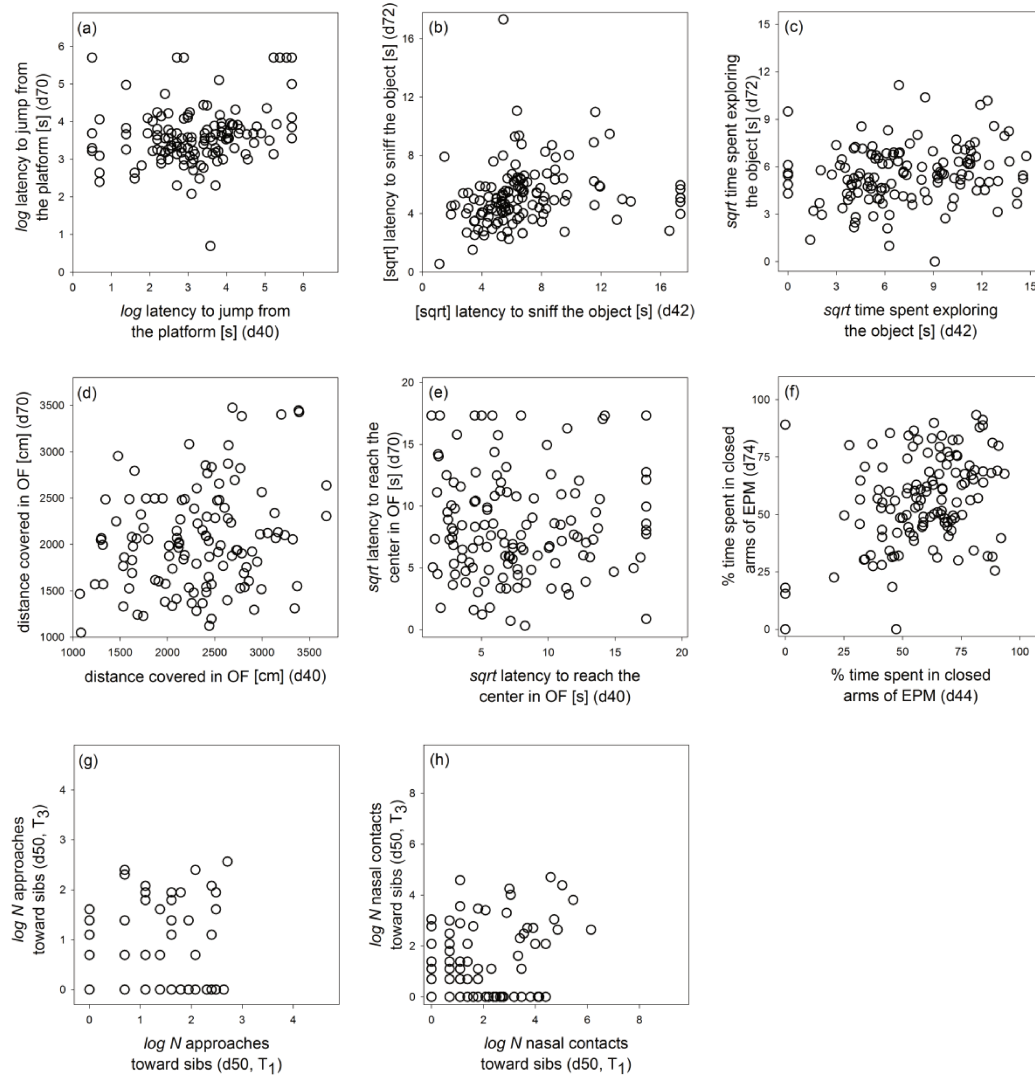 (a)
log latency to jump from
the platform [s] (d70)
6
5
4
3
2
1
0
0 1 2 3 4 5 6
log latency to jump from
the platform [s] (d40)
(b)
[sqrt] latency to sniff the object [s] (d72)
16
12
8
4
0
0 4 8 12 16
[sqrt] latency to sniff the object [s] (d42)
(c)
sqrt time spent exploring
the object [s] (d72)
15
12
9
6
3
0
0 3 6 9 12 15
sqrt time spent exploring
the object [s] (d42)
(d)
distance covered in OF [cm] (d70)
3500
3000
2500
2000
1500
1000
1000 1500 2000 2500 3000 3500
distance covered in OF [cm] (d40)
(e)
sqrt latency to reach the
center in OF [s] (d70)
20
15
10
5
0
5 10 15 20
sqrt latency to reach the
center in OF [s] (d40)
(f)
% time spent in closed
arms of EPM (d74)
100
75
50
25
0
0 25 50 75 100
% time spent in closed
arms of EPM (d44)
(g)
log N approaches
toward sibs (d50, T3)
4
3
2
1
0
0 1 2 3 4
log N approaches
toward sibs (d50, T1)
(h)
log N nasal contacts
toward sibs (d50, T3)
8
6
4
2
0
0 2 4 6 8
log N nasal contacts
toward sibs (d50, T1)